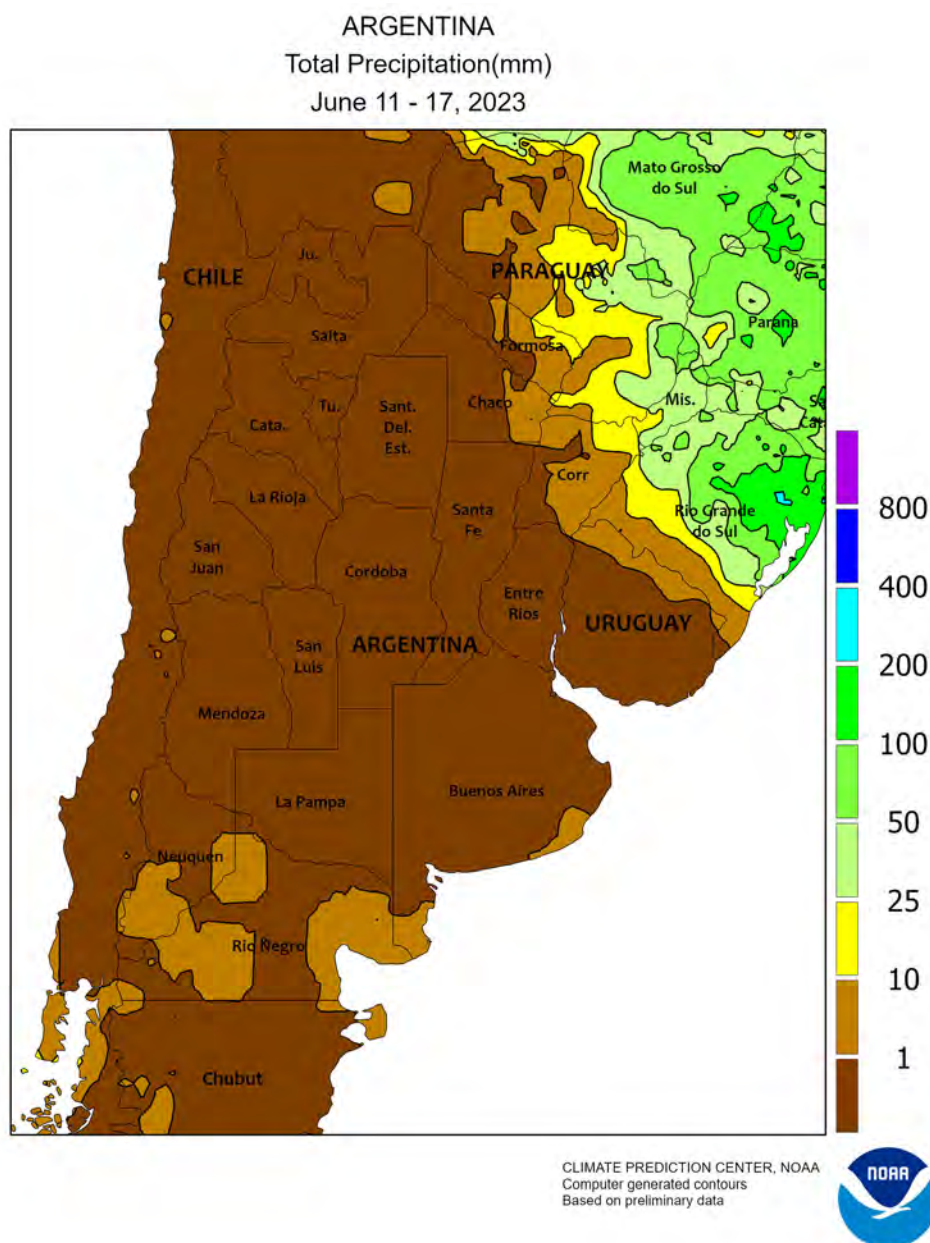 ARGENTINA
Total Precipitation(mm)
June 11 - 17, 2023
Mato Grosso
do Sul
Ju.
CHILE
PARAGUAY
Parana
Salta
Formosa
Mis.
Chaco
Tu.
Sant.
Del.
Est.
Cata.
Corr
La Rioja
Santa
Fe
Rio Grande
do Sul
San
Juan
Cordoba
Entre
Rios
URUGUAY
ARGENTINA
San
Luis
Mendoza
Buenos Aires
La Pampa
Neuquen
Rio Negro
Chubut
800
400
200
100
50
25
10
1
CLIMATE PREDICTION CENTER, NOAA
Computer generated contours
Based on preliminary data
NOAA